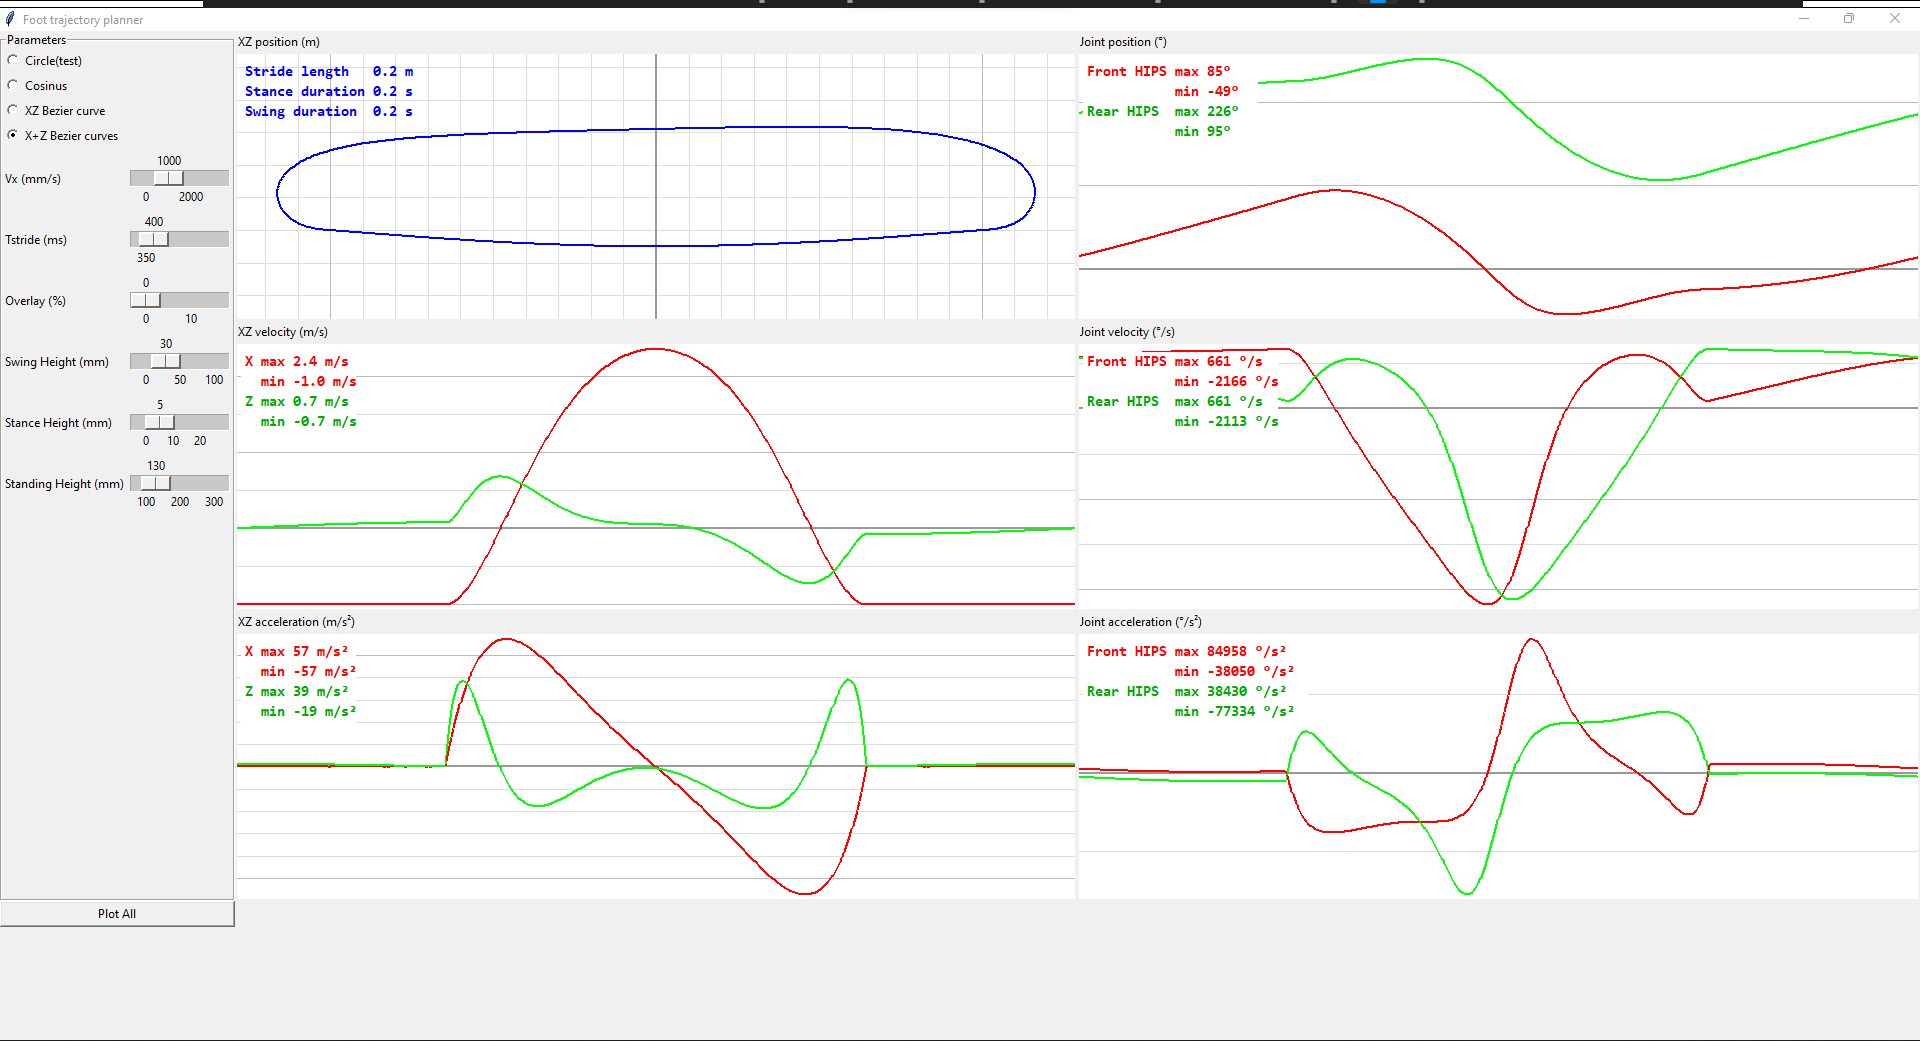 Foot trajectory planner
Parameters
Circle(test)
Cosinus
XZ Bezier curve
X+Z Bezier curves
1000
Vx (mm/s)
0 2000
400
Tstride (ms)
350
0
Overlay (%)
0 10
30
Swing Height (mm)
0 50 100
5
Stance Height (mm)
0 10 20
130
Standing Height (mm)
100 200 300
Plot All
XZ position (m)
Stride length 0.2 m
Stance duration 0.2 s
Swing duration 0.2 s
XZ velocity (m/s)
X max 2.4 m/s
min -1.0 m/s
Z max 0.7 m/s
min -0.7 m/s
XZ acceleration (m/s²)
X max 57 m/s²
min -57 m/s²
Z max 39 m/s²
min -19 m/s²
Joint position (°)
Front HIPS max 85°
min -49°
Rear HIPS max 226°
min 95°
Joint velocity (°/s)
Front HIPS max 661 °/s
min -2166 °/s
Rear HIPS max 661 °/s
min -2113 °/s
Joint acceleration (°/s²)
Front HIPS max 84958 °/s²
min -38050 °/s²
Rear HIPS max 38430 °/s²
min -77334 °/s²